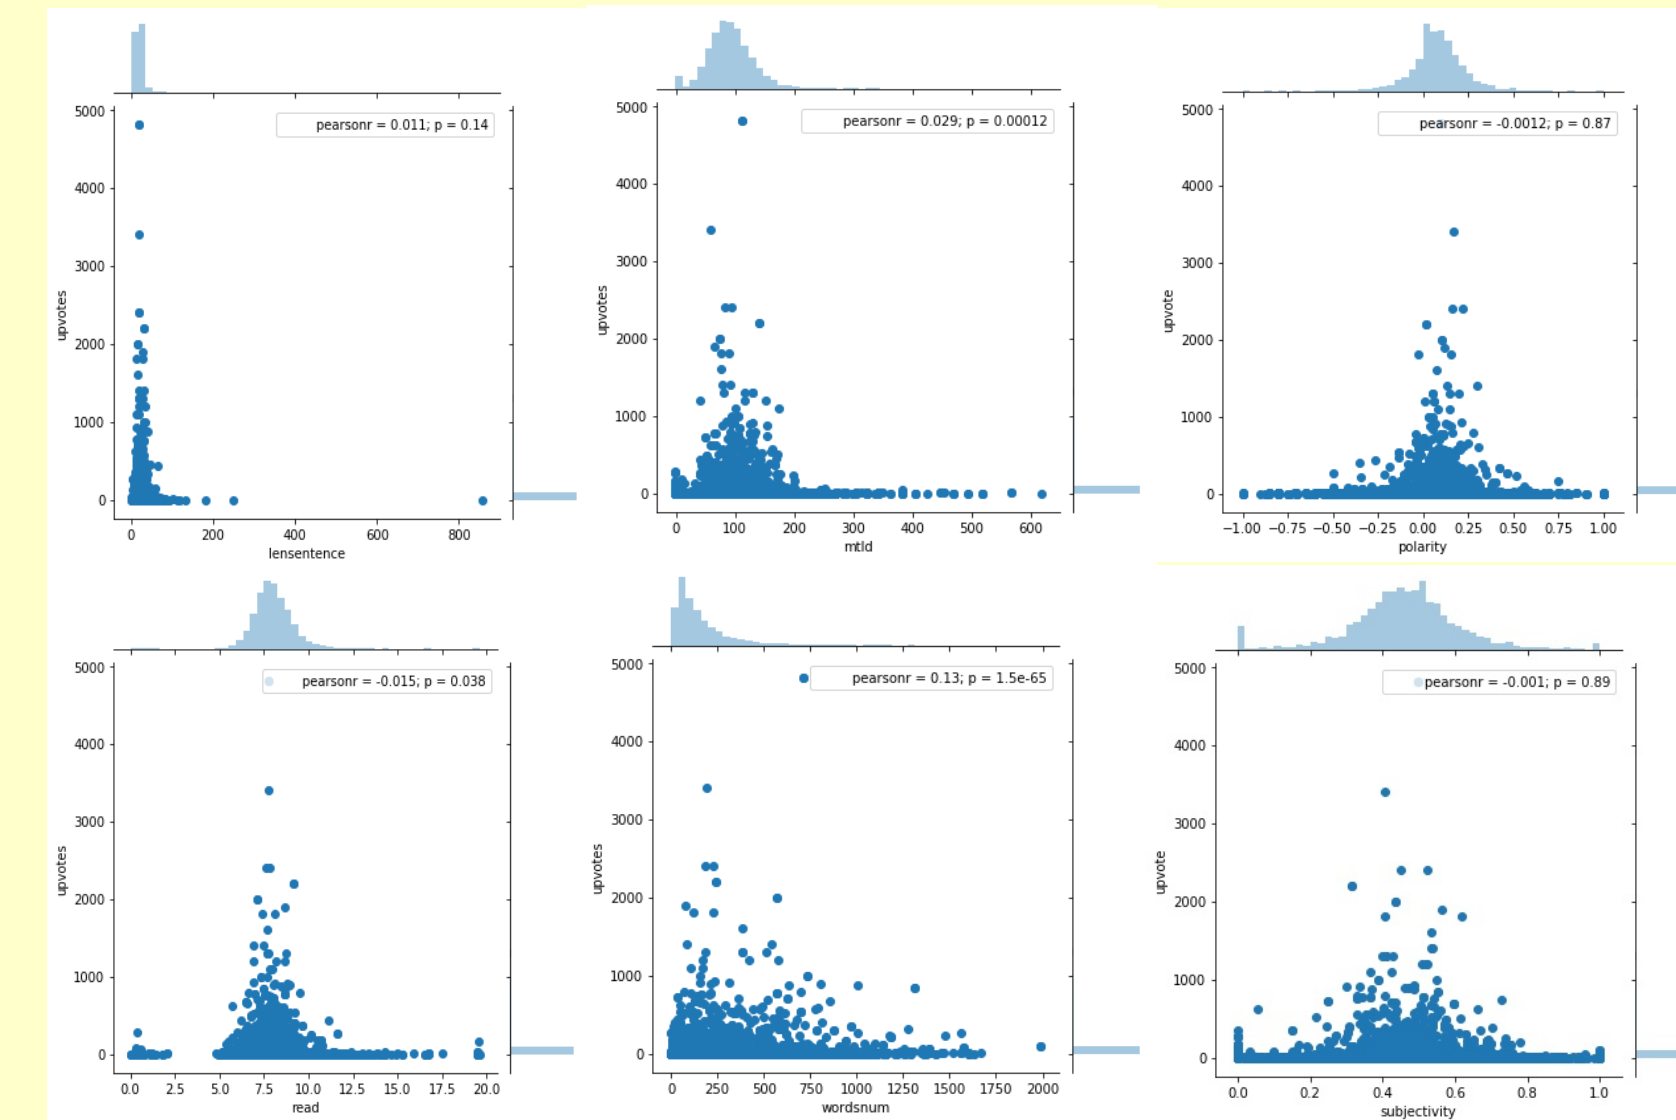 5000
pearsonr = 0.011; p = 0.14
4000
3000
upvotes
2000
1000
0
0 200 400 600 800
lensentence
5000
pearsonr = 0.029; p = 0.00012
4000
3000
upvotes
2000
1000
0
0 100 200 300 400 500 600
mtld
5000
pearsonr = -0.0012; p = 0.87
4000
3000
upvote
2000
1000
0
−1.00 −0.75 −0.50 −0.25 0.00 0.25 0.50 0.75 1.00
polarity
5000
pearsonr = -0.015; p = 0.038
4000
3000
upvotes
2000
1000
0
0.0 2.5 5.0 7.5 10.0 12.5 15.0 17.5 20.0
read
5000
pearsonr = 0.13; p = 1.5e-65
4000
3000
upvotes
2000
1000
0
0 250 500 750 1000 1250 1500 1750 2000
wordsnum
5000
pearsonr = -0.001; p = 0.89
4000
3000
upvote
2000
1000
0
0.0 0.2 0.4 0.6 0.8 1.0
subjectivity